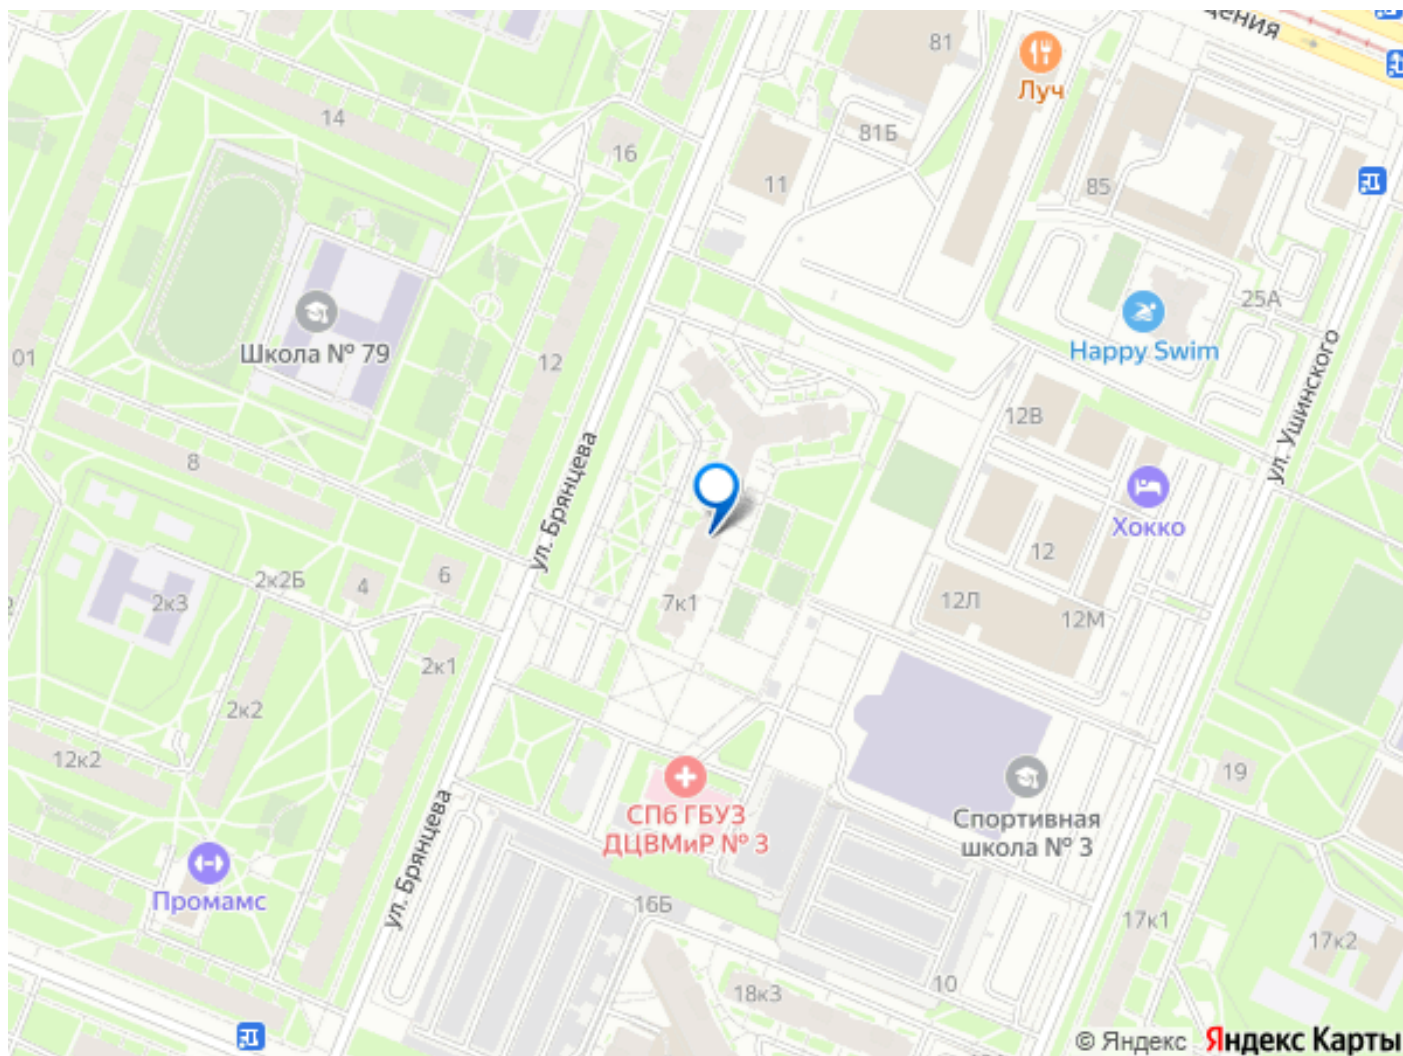 щения
81
Луч
14
81Б
16
11
85
25А
Школа № 79
01
12
Happy Swim
ул. Ушинского
12В
8
ул. Брянцева
Хокко
12
2к2Б
4
6
2к3
7к1
12Л
12М
2к1
2к2
12к2
19
СПб ГБУЗ
ДЦВМиР № 3
Спортивная
школа № 3
ул. Брянцева
Промамс
16Б
17к1
17к2
10
18к3
© Яндекс
Яндекс Карты